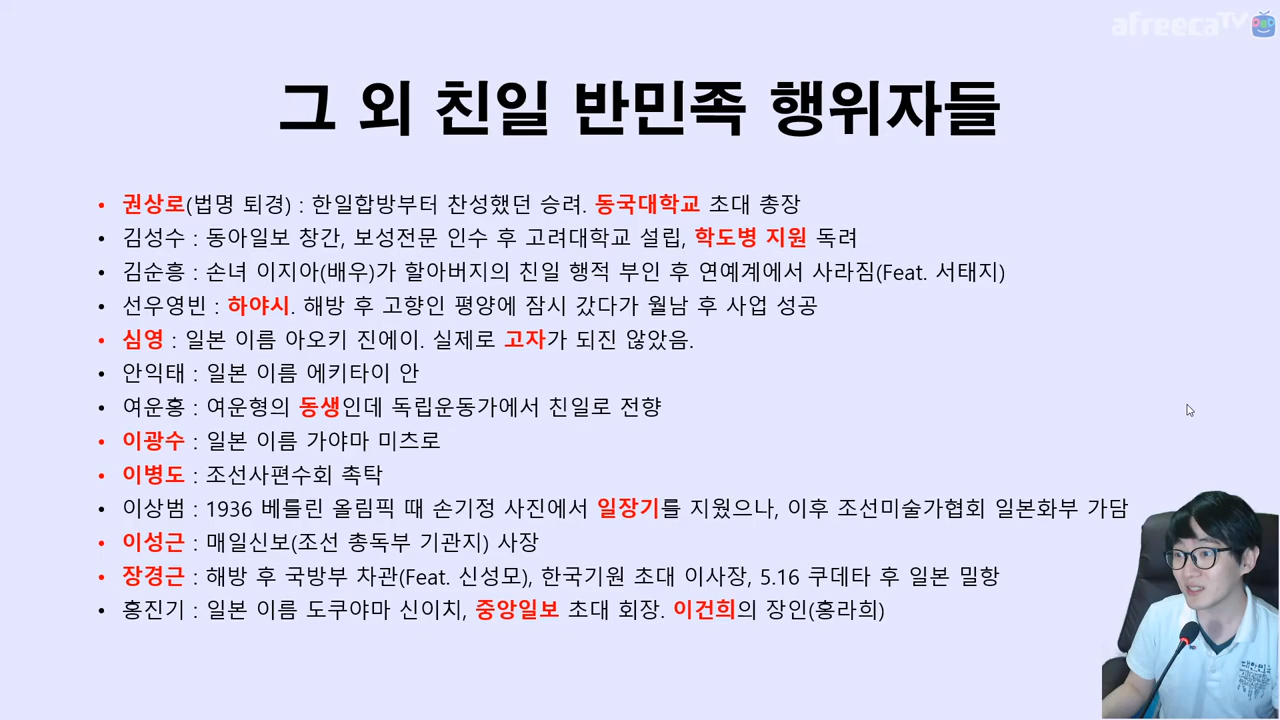 afreecaTV
그 외 친일 반민족 행위자들
• 권상로(법명 퇴경) : 한일합방부터 찬성했던 승려. 동국대학교 초대 총장
• 김성수 : 동아일보 창간, 보성전문 인수 후 고려대학교 설립, 학도병 지원 독려
• 김순흥 : 손녀 이지아(배우)가 할아버지의 친일 행적 부인 후 연예계에서 사라짐(Feat. 서태지)
• 선우영빈 : 하야시. 해방 후 고향인 평양에 잠시 갔다가 월남 후 사업 성공
• 심영 : 일본 이름 아오키 진에이. 실제로 고자가 되진 않았음.
• 안익태 : 일본 이름 에키타이 안
• 여운홍 : 여운형의 동생인데 독립운동가에서 친일로 전향
• 이광수 : 일본 이름 가야마 미츠로
• 이병도 : 조선사편수회 촉탁
• 이상범 : 1936 베를린 올림픽 때 손기정 사진에서 일장기를 지웠으나, 이후 조선미술가협회 일본화부 가담
• 이성근 : 매일신보(조선 총독부 기관지) 사장
• 장경근 : 해방 후 국방부 차관(Feat. 신성모), 한국기원 초대 이사장, 5.16 쿠데타 후 일본 밀항
• 홍진기 : 일본 이름 도쿠야마 신이치, 중앙일보 초대 회장. 이건희의 장인(홍라희)
대한민국